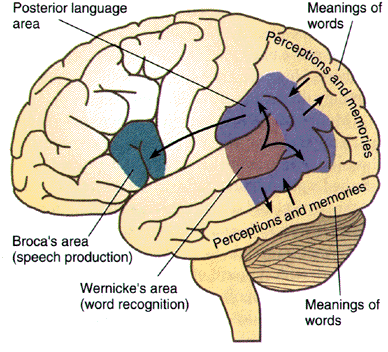 Posterior language
area
Meanings of
words
Perceptions and memories
Perceptions and memories
Broca's area
(speech production)
Wernicke's area
(word recognition)
Meanings of
words